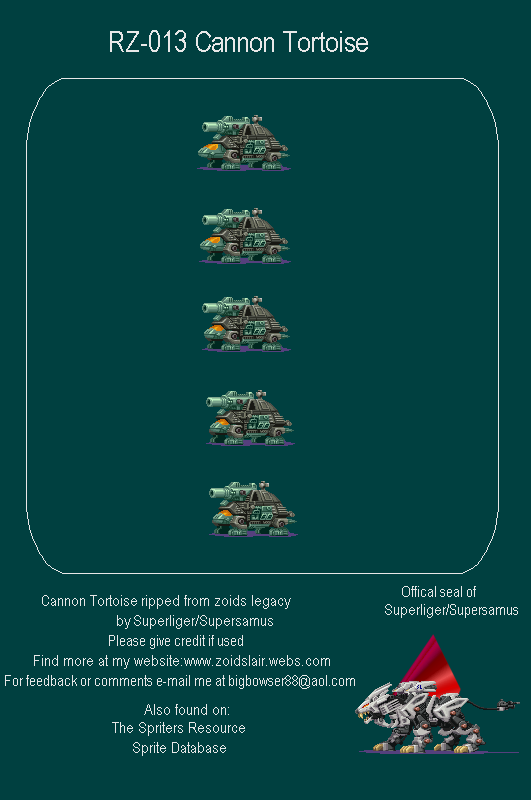 RZ-013 Cannon Tortoise
Cannon Tortoise ripped from zoids legacy
by Superliger/Supersamus
Please give credit if used
Find more at my website:www.zoidslair.webs.com
For feedback or comments e-mail me at bigbowser88@aol.com
Also found on:
The Spriters Resource
Sprite Database
Offical seal of
Superliger/Supersamus